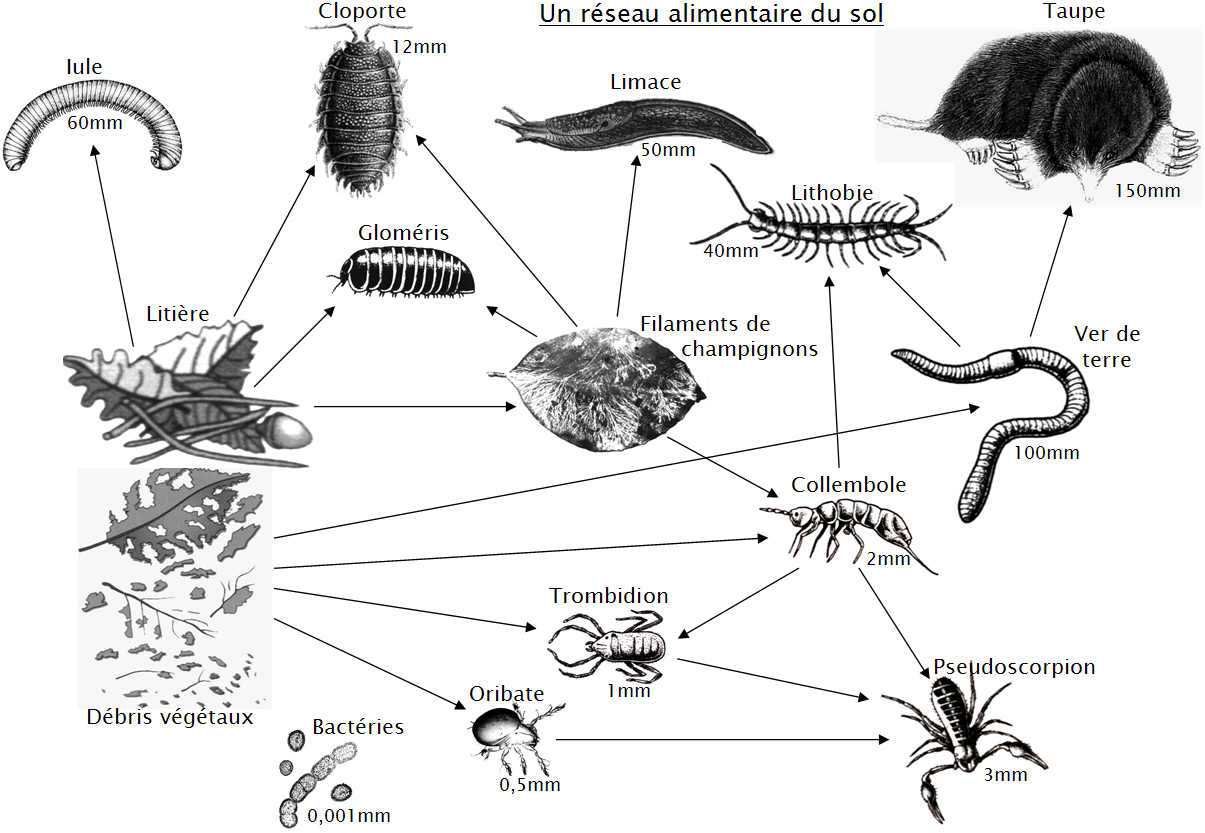 Un réseau alimentaire du sol
Cloporte
12mm
Taupe
150mm
Iule
60mm
Limace
50mm
Lithobie
40mm
Gloméris
Litière
Filaments de
champignons
Ver de
terre
100mm
Collembole
2mm
Trombidion
1mm
Pseudoscorpion
3mm
Oribate
0,5mm
Débris végétaux
Bactéries
0,001mm